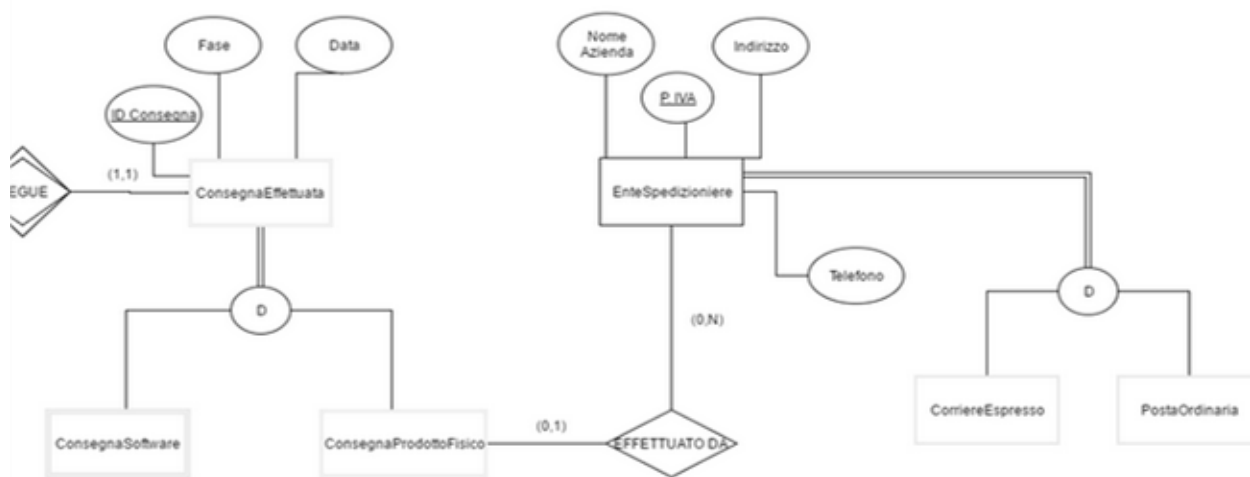 Fase
Data
Nome
Azienda
Indirizzo
ID Consegna
P. IVA
EGUE
(1,1)
ConsegnaEffettuata
EnteSpedizioniere
Telefono
D
D
(0,N)
ConsegnaSoftware
ConsegnaProdottoFisico
(0,1)
EFFETTUATO DA
CorriereEspresso
PostaOrdinaria